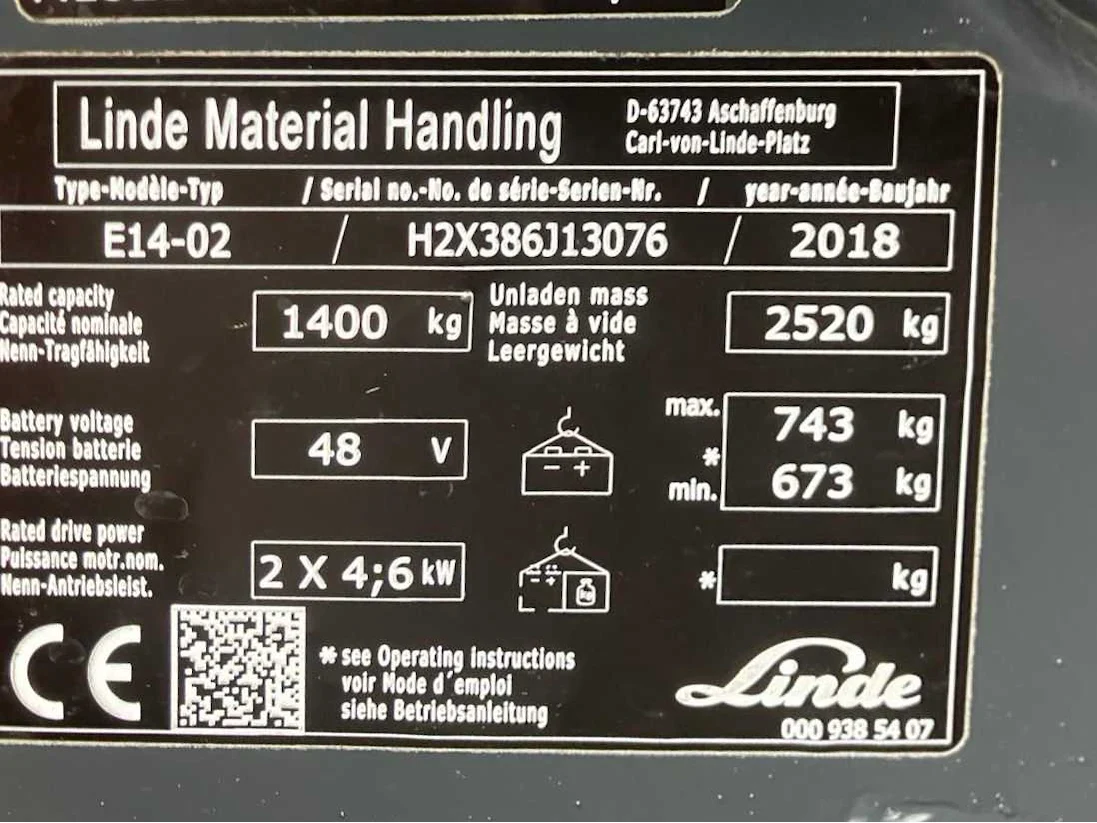 Linde Material Handling
D-63743 Aschaffenburg
Carl-von-Linde-Platz
Type-Modèle-Typ / Serial no.-No. de série-Serien-Nr. / year-année-Baujahr
E14-02 / H2X386J13076 / 2018
Rated capacity
Capacité nominale
Nenn-Tragfähigkeit
1400 kg
Unladen mass
Masse à vide
Leergewicht
2520 kg
Battery voltage
Tension batterie
Batteriespannung
48 V
- +
max. 743 kg
*
min. 673 kg
Rated drive power
Puissance motr.nom.
Nenn-Antriebsleist.
2 X 4;6 kW
- +
kg
* kg
CE
* see Operating instructions
voir Mode d'emploi
siehe Betriebsanleitung
Linde
000 938 54 07